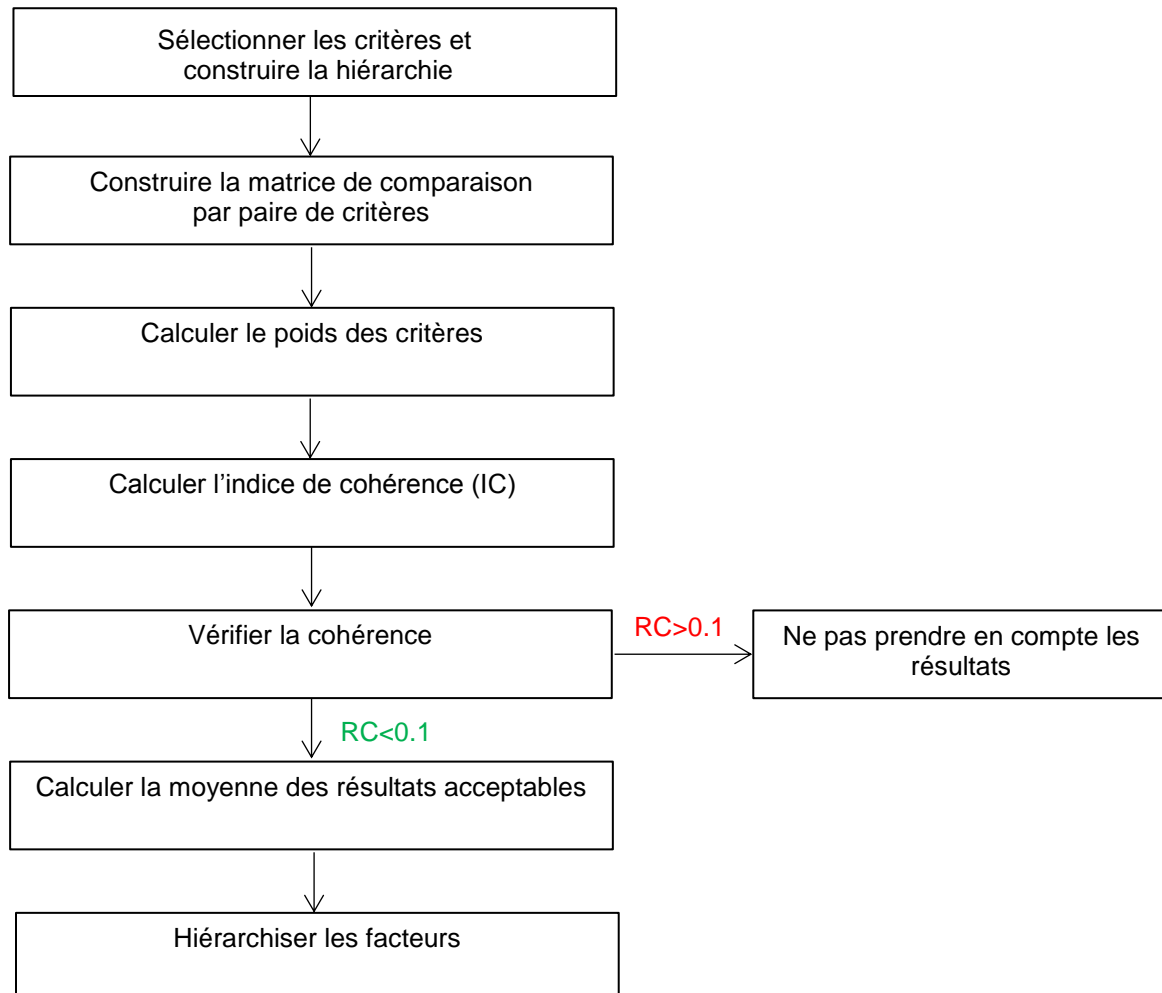 Sélectionner les critères et
construire la hiérarchie
Construire la matrice de comparaison
par paire de critères
Calculer le poids des critères
Calculer l’indice de cohérence (IC)
Vérifier la cohérence
RC>0.1
Ne pas prendre en compte les
résultats
RC<0.1
Calculer la moyenne des résultats acceptables
Hiérarchiser les facteurs